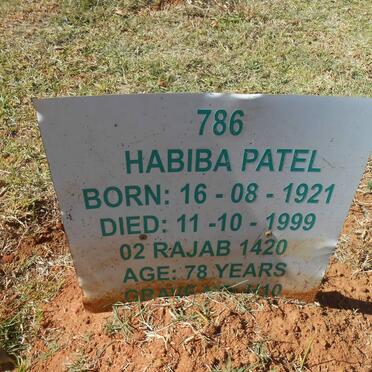 786
HABIBA PATEL
BORN: 16 - 08 - 1921
DIED: 11 -10 - 1999
02 RAJAB 1420
AGE: 78 YEARS
GRAVE